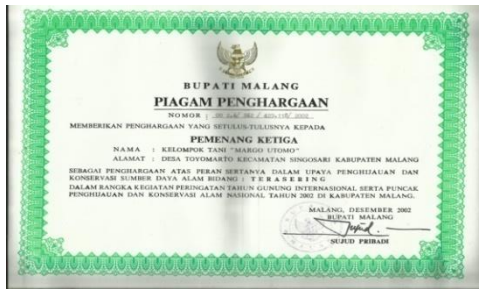 BUPATI MALANG
PIAGAM PENGHARGAAN
NOMOR :
MEMBERIKAN PENGHARGAAN YANG SETULUS-TULUSNYA KEPADA
PEMENANG KETIGA
NAMA : KELOMPOK TANI "MARGO UTOMO"
ALAMAT : DESA TOYOMARTO KECAMATAN SINGOSARI KABUPATEN MALANG
SEBAGAI PENGHARGAAN ATAS PERAN SERTANYA DALAM UPAYA PENGHIJAUAN DAN
KONSERVASI SUMBER DAYA ALAM BIDANG : TERASERING
DALAM RANGKA KEGIATAN PERINGATAN TAHUN GUNUNG INTERNASIONAL, SERTA PUNCAK
PENGHIJAUAN DAN KONSERVASI ALAM NASIONAL TAHUN 2002 DI KABUPATEN MALANG.
MALANG, DESEMBER 2002
BUPATI MALANG
SUJUD PRIBADI